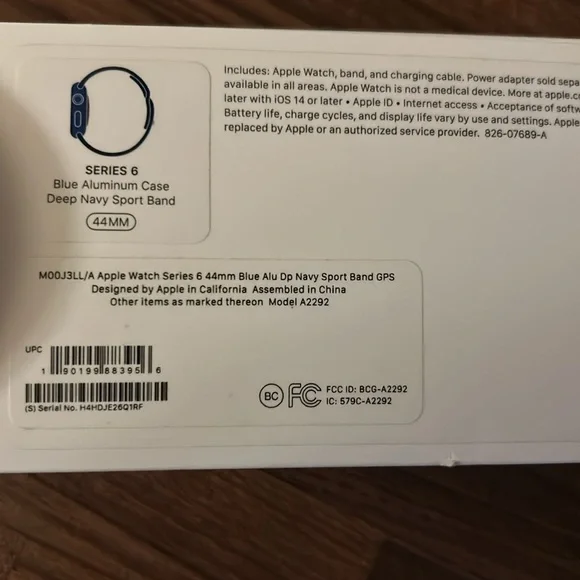 SERIES 6
Blue Aluminum Case
Deep Navy Sport Band
44MM
Includes: Apple Watch, band, and charging cable. Power adapter sold
available in all areas. Apple Watch is not a medical device. More at
later with iOS 14 or later • Apple ID • Internet access • Acceptance of
Battery life, charge cycles, and display life vary by use and settings. Apple
replaced by Apple or an authorized service provider. 826-07689-A
M00J3LL/A Apple Watch Series 6 44mm Blue Alu Dp Navy Sport Band GPS
Designed by Apple in California Assembled in China
Other items as marked thereon Model A2292
UPC
1 90199 88395 6
(S) Serial No. H4HDJE26Q1RF
BC FC FCC ID: BCG-A2292
IC: 579C-A2292